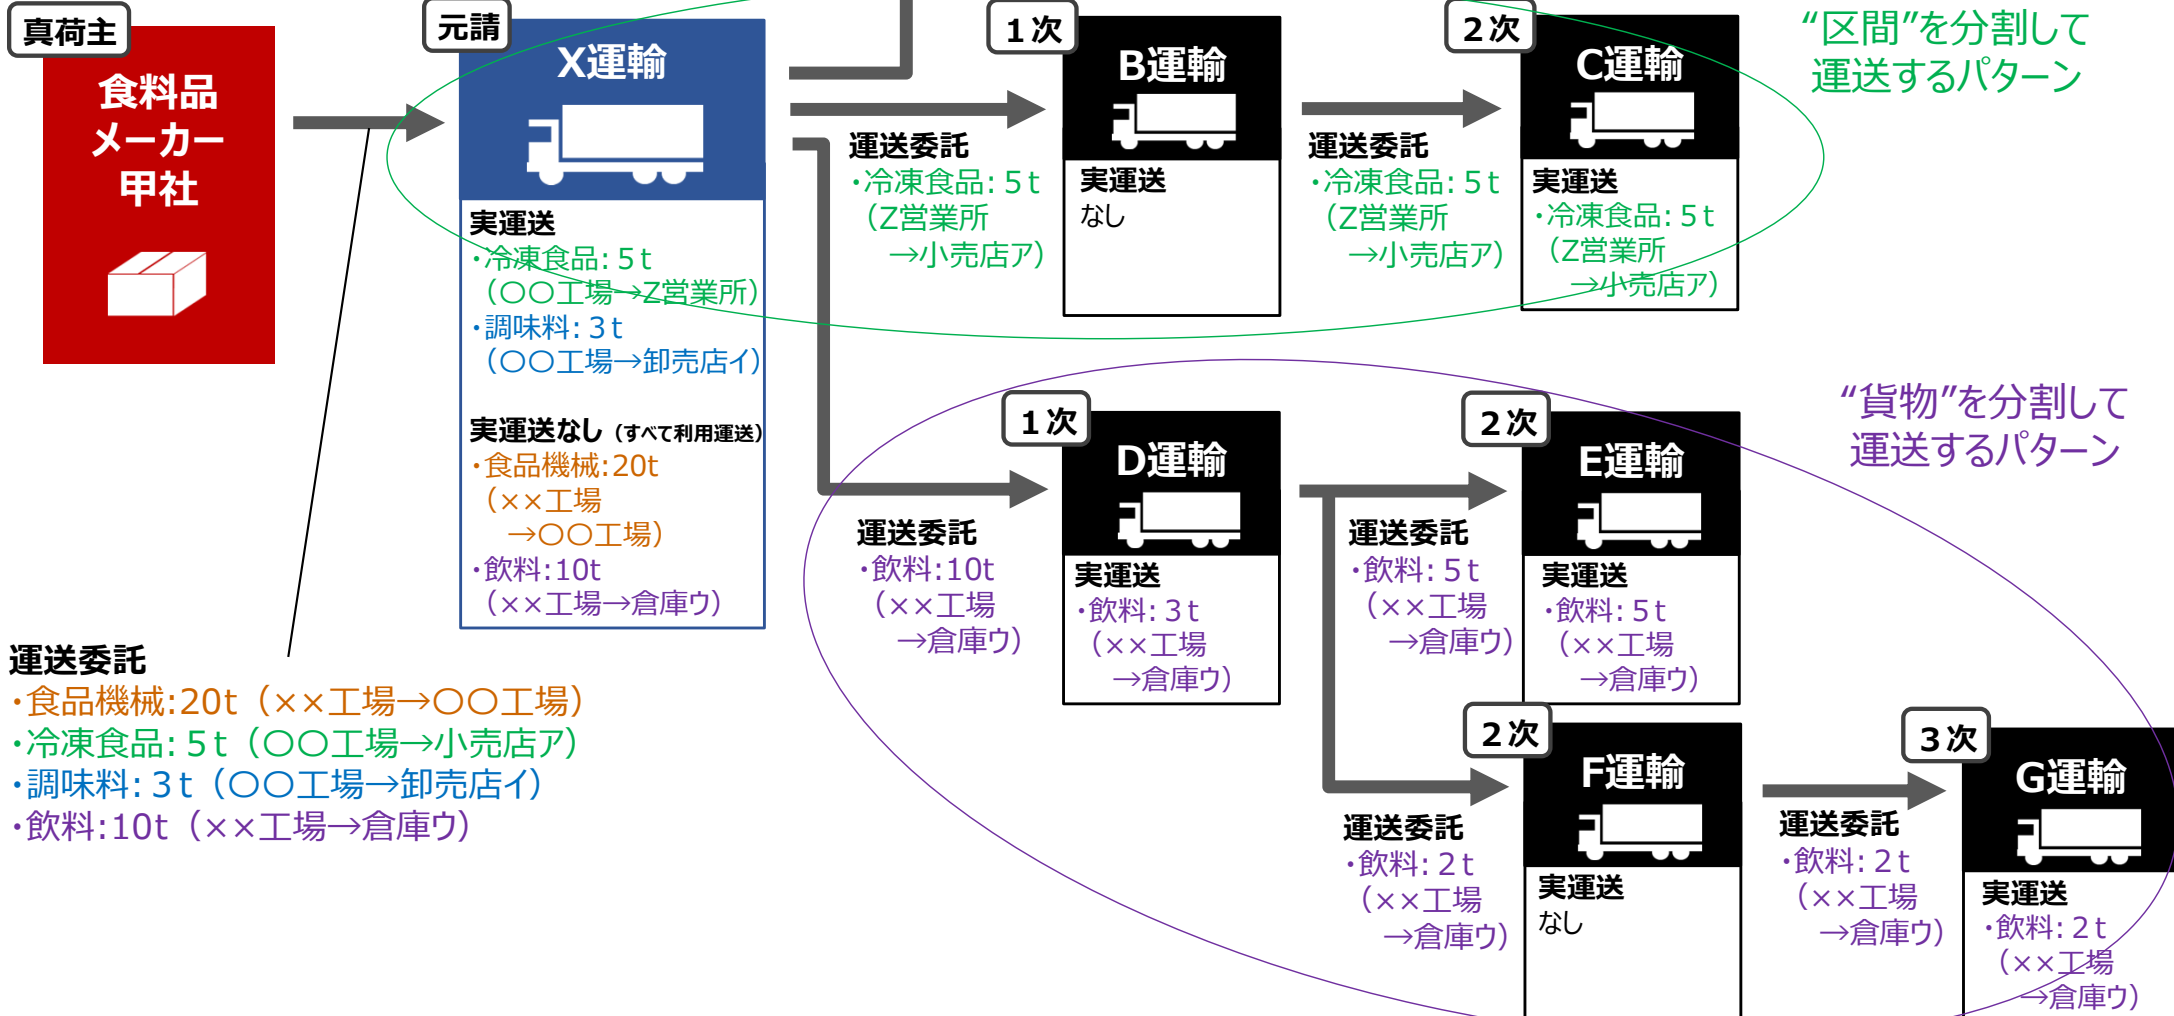 真荷主
食料品
メーカー
甲社
元請
X運輸
実運送
・冷凍食品:５t
（〇〇工場→Z営業所）
・調味料:３t
（〇〇工場→卸売店イ）
実運送なし（すべて利用運送）
・食品機械:20t
（××工場
→〇〇工場）
・飲料:10t
（××工場→倉庫ウ）
運送委託
・食品機械:20t（××工場→〇〇工場）
・冷凍食品:５t（〇〇工場→小売店ア）
・調味料:３t（〇〇工場→卸売店イ）
・飲料:10t（××工場→倉庫ウ）
運送委託
・冷凍食品:５t
（Z営業所
→小売店ア）
１次
B運輸
実運送
なし
運送委託
・冷凍食品:５t
（Z営業所
→小売店ア）
２次
C運輸
実運送
・冷凍食品:５t
（Z営業所
→小売店ア）
“区間”を分割して
運送するパターン
運送委託
・飲料:10t
（××工場
→倉庫ウ）
１次
D運輸
実運送
・飲料:３t
（××工場
→倉庫ウ）
運送委託
・飲料:５t
（××工場
→倉庫ウ）
２次
E運輸
実運送
・飲料:５t
（××工場
→倉庫ウ）
“貨物”を分割して
運送するパターン
運送委託
・飲料:２t
（××工場
→倉庫ウ）
２次
F運輸
実運送
なし
運送委託
・飲料:２t
（××工場
→倉庫ウ）
３次
G運輸
実運送
・飲料:２t
（××工場
→倉庫ウ）